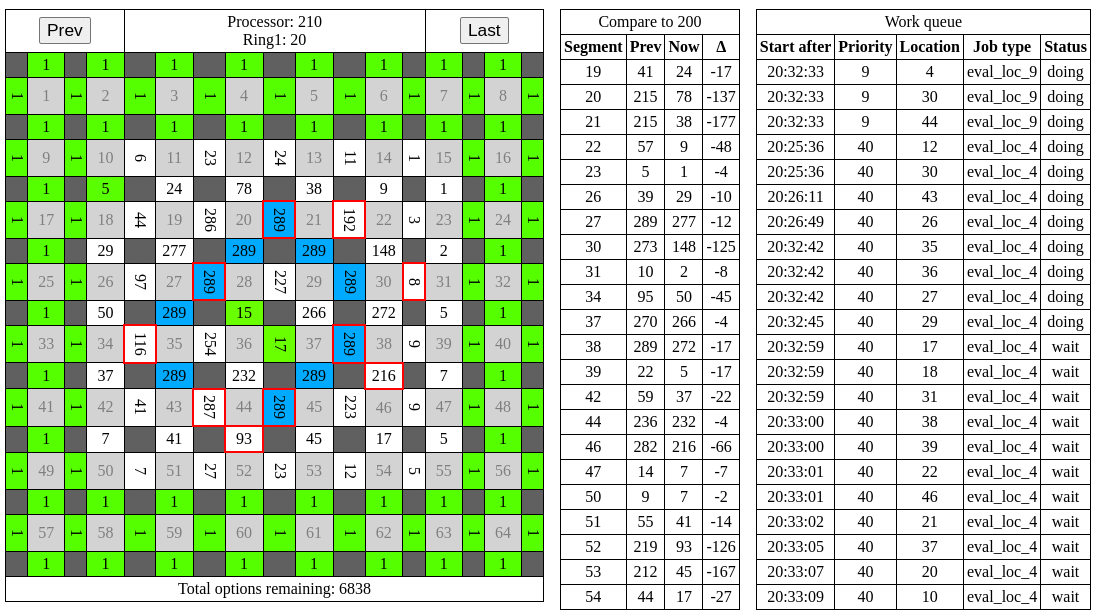 Prev Processor: 210 Last
Ring1: 20
1 1 1 1 1 1 1 1
1 1 1 2 1 3 1 4 1 5 1 6 1 7 1 8 1
1 1 1 1 1 1 1 1
1 9 1 10 6 11 23 12 24 13 11 14 1 15 1 16 1
1 5 24 78 38 9 1 1
1 17 1 18 44 19 286 20 289 21 192 22 3 23 1 24 1
1 29 277 289 289 148 2 1
1 25 1 26 97 27 289 28 227 29 289 30 8 31 1 32 1
1 50 289 15 266 272 5 1
1 33 1 34 116 35 254 36 17 37 289 38 9 39 1 40 1
1 37 289 232 289 216 7 1
1 41 1 42 41 43 287 44 289 45 223 46 9 47 1 48 1
1 7 41 93 45 17 5 1
1 49 1 50 7 51 27 52 23 53 12 54 5 55 1 56 1
1 1 1 1 1 1 1 1
1 57 1 58 1 59 1 60 1 61 1 62 1 63 1 64 1
1 1 1 1 1 1 1 1
Total options remaining: 6838
Compare to 200
Segment Prev Now Δ
19 41 24 -17
20 215 78 -137
21 215 38 -177
22 57 9 -48
23 5 1 -4
26 39 29 -10
27 289 277 -12
30 273 148 -125
31 10 2 -8
34 95 50 -45
37 270 266 -4
38 289 272 -17
39 22 5 -17
42 59 37 -22
44 236 232 -4
46 282 216 -66
47 14 7 -7
50 9 7 -2
51 55 41 -14
52 219 93 -126
53 212 45 -167
54 44 17 -27
Work queue
Start after Priority Location Job type Status
20:32:33 9 4 eval_loc_9 doing
20:32:33 9 30 eval_loc_9 doing
20:32:33 9 44 eval_loc_9 doing
20:25:36 40 12 eval_loc_4 doing
20:25:36 40 30 eval_loc_4 doing
20:26:11 40 43 eval_loc_4 doing
20:26:49 40 26 eval_loc_4 doing
20:32:42 40 35 eval_loc_4 doing
20:32:42 40 36 eval_loc_4 doing
20:32:42 40 27 eval_loc_4 doing
20:32:45 40 29 eval_loc_4 doing
20:32:59 40 17 eval_loc_4 wait
20:32:59 40 18 eval_loc_4 wait
20:32:59 40 31 eval_loc_4 wait
20:33:00 40 38 eval_loc_4 wait
20:33:00 40 39 eval_loc_4 wait
20:33:01 40 22 eval_loc_4 wait
20:33:01 40 46 eval_loc_4 wait
20:33:02 40 21 eval_loc_4 wait
20:33:05 40 37 eval_loc_4 wait
20:33:07 40 20 eval_loc_4 wait
20:33:09 40 10 eval_loc_4 wait